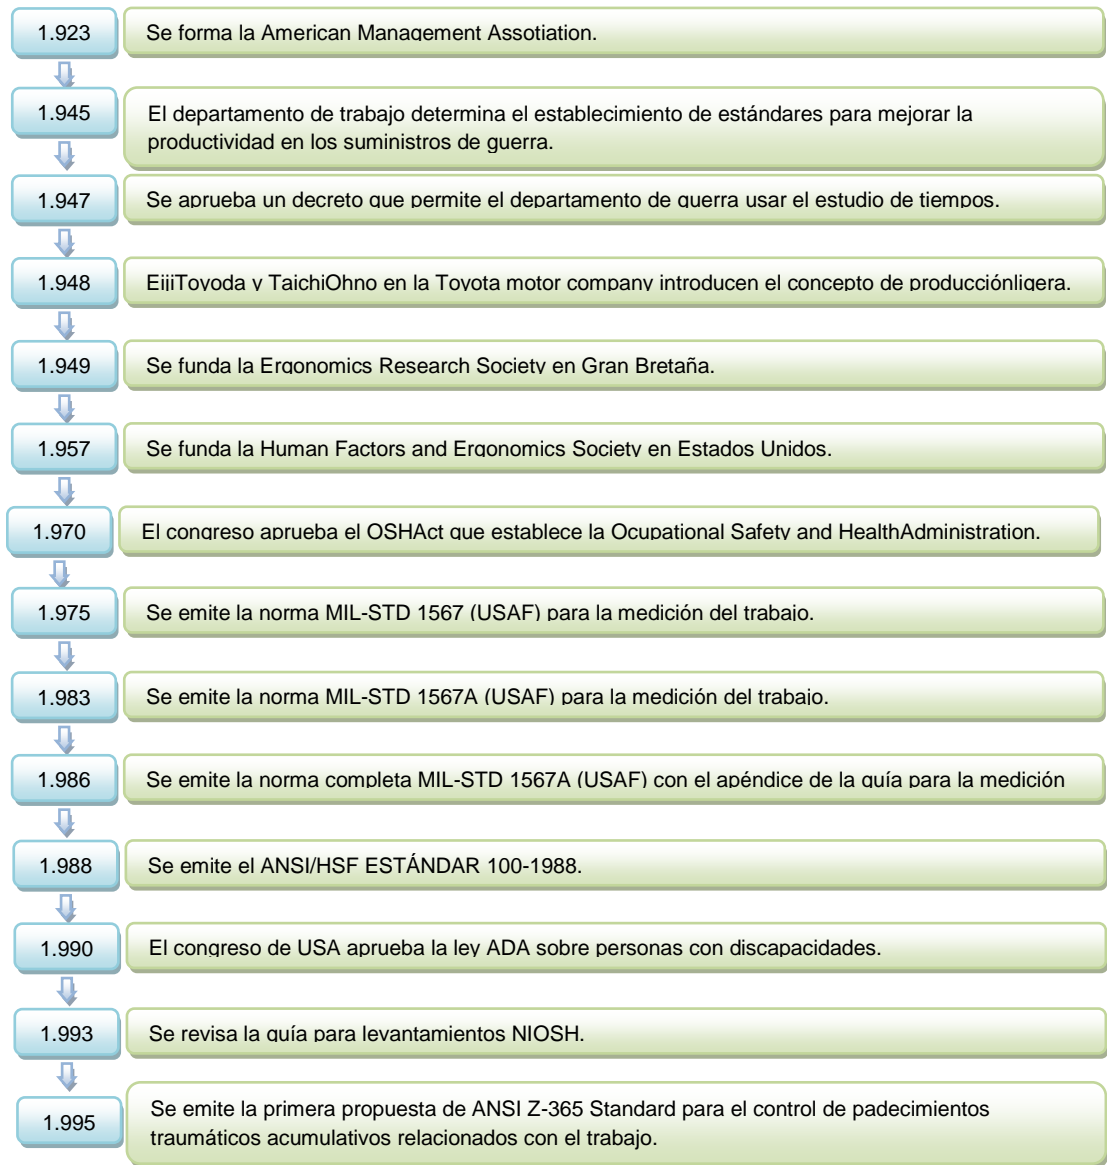 1.923
Se forma la American Management Assotiation.
1.945
El departamento de trabajo determina el establecimiento de estándares para mejorar la
productividad en los suministros de guerra.
1.947
Se aprueba un decreto que permite el departamento de guerra usar el estudio de tiempos.
1.948
EijiToyoda y TaichiOhno en la Toyota motor company introducen el concepto de producciónligera.
1.949
Se funda la Ergonomics Research Society en Gran Bretaña.
1.957
Se funda la Human Factors and Ergonomics Society en Estados Unidos.
1.970
El congreso aprueba el OSHAct que establece la Ocupational Safety and HealthAdministration.
1.975
Se emite la norma MIL-STD 1567 (USAF) para la medición del trabajo.
1.983
Se emite la norma MIL-STD 1567A (USAF) para la medición del trabajo.
1.986
Se emite la norma completa MIL-STD 1567A (USAF) con el apéndice de la guía para la medición
1.988
Se emite el ANSI/HSF ESTÁNDAR 100-1988.
1.990
El congreso de USA aprueba la ley ADA sobre personas con discapacidades.
1.993
Se revisa la guía para levantamientos NIOSH.
1.995
Se emite la primera propuesta de ANSI Z-365 Standard para el control de padecimientos
traumáticos acumulativos relacionados con el trabajo.